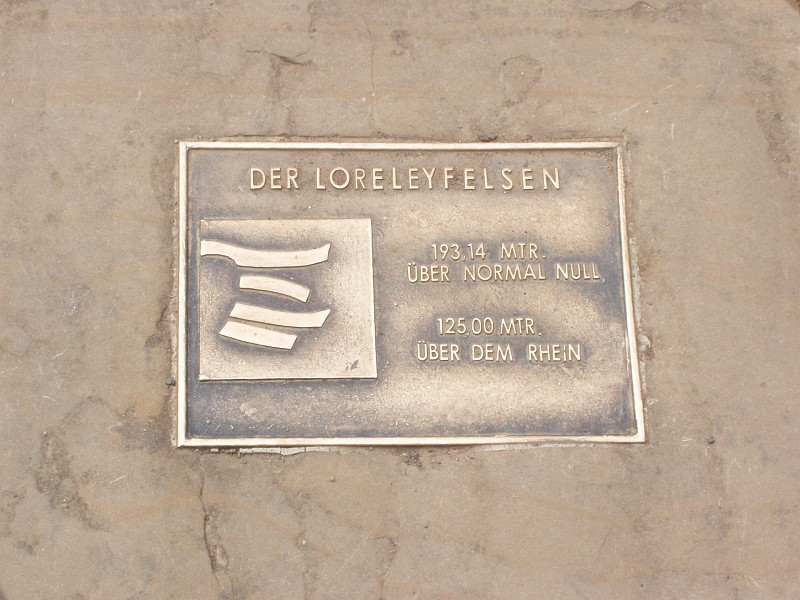 DER LORELEYFELSEN
193,14 MTR.
ÜBER NORMAL NULL
125,00 MTR.
ÜBER DEM RHEIN